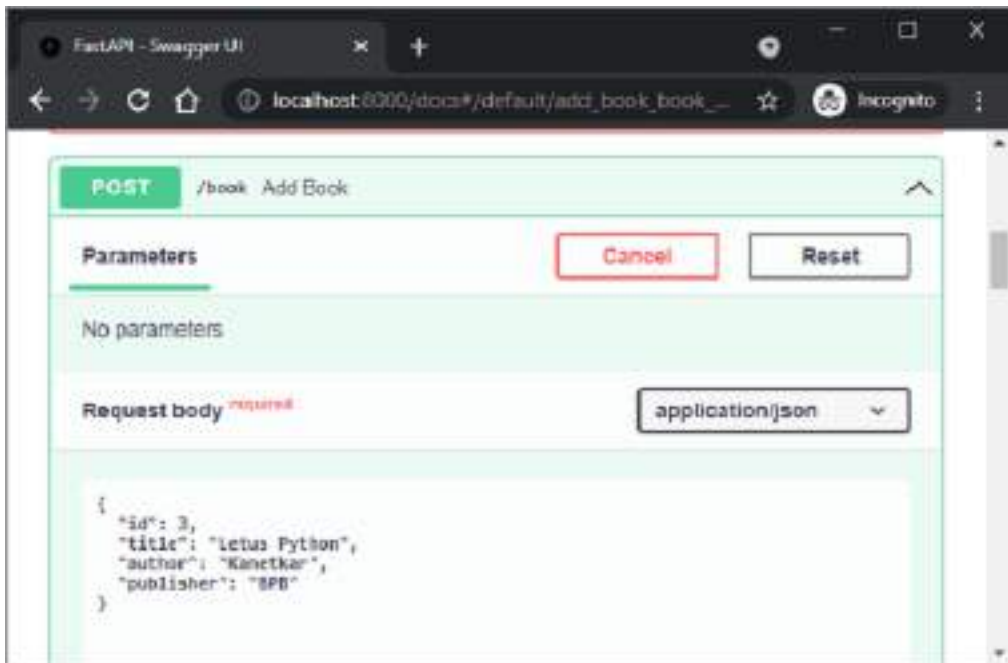 FastAPI - Swagger UI
localhost:8000/docs#/default/add_book_book_... Incognito
POST /book Add Book
Parameters Cancel Reset
No parameters
Request body required application/json
{
"id": 3,
"title": "Letus Python",
"author": "Kanetkar",
"publisher": "BPB"
}